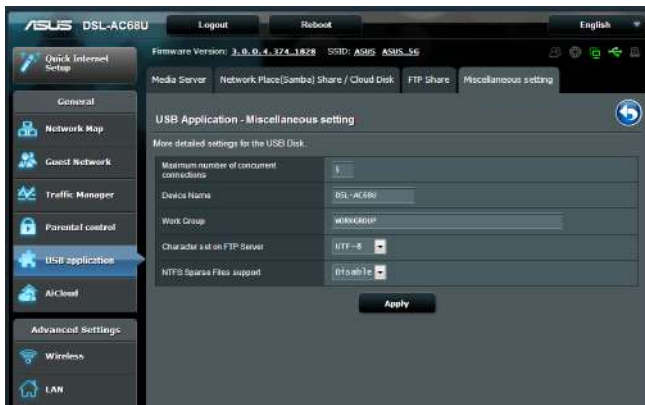 ASUS DSL-AC68U Logout Reboot English
Quick Internet Setup
Firmware Version: 3.0.0.4.374_1828 SSID: ASUS ASUS_5G
Media Server Network Place(Samba) Share / Cloud Disk FTP Share Miscellaneous setting
General
Network Map
Guest Network
Traffic Manager
Parental control
USB application
AiCloud
Advanced Settings
Wireless
LAN
USB Application - Miscellaneous setting
More detailed settings for the USB Disk.
Maximum number of concurrent connections 5
Device Name DSL-AC68U
Work Group WORKGROUP
Character set on FTP Server UTF-8
NTFS Sparse Files support Disable
Apply